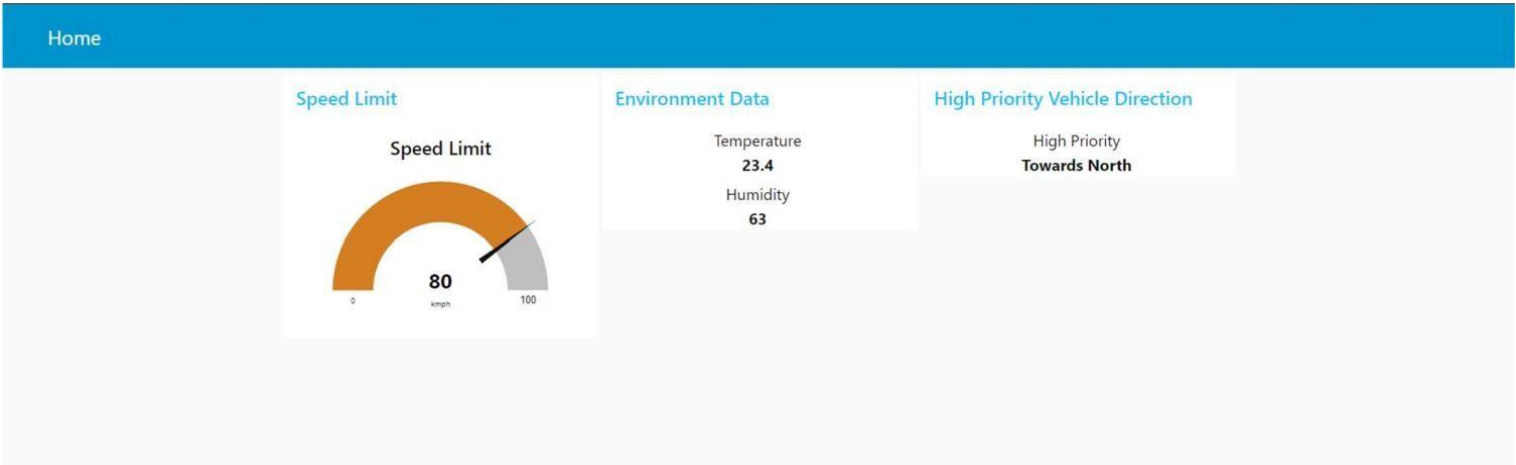 Home
Speed Limit
Speed Limit
80
0
kmph
100
Environment Data
Temperature
23.4
Humidity
63
High Priority Vehicle Direction
High Priority
Towards North